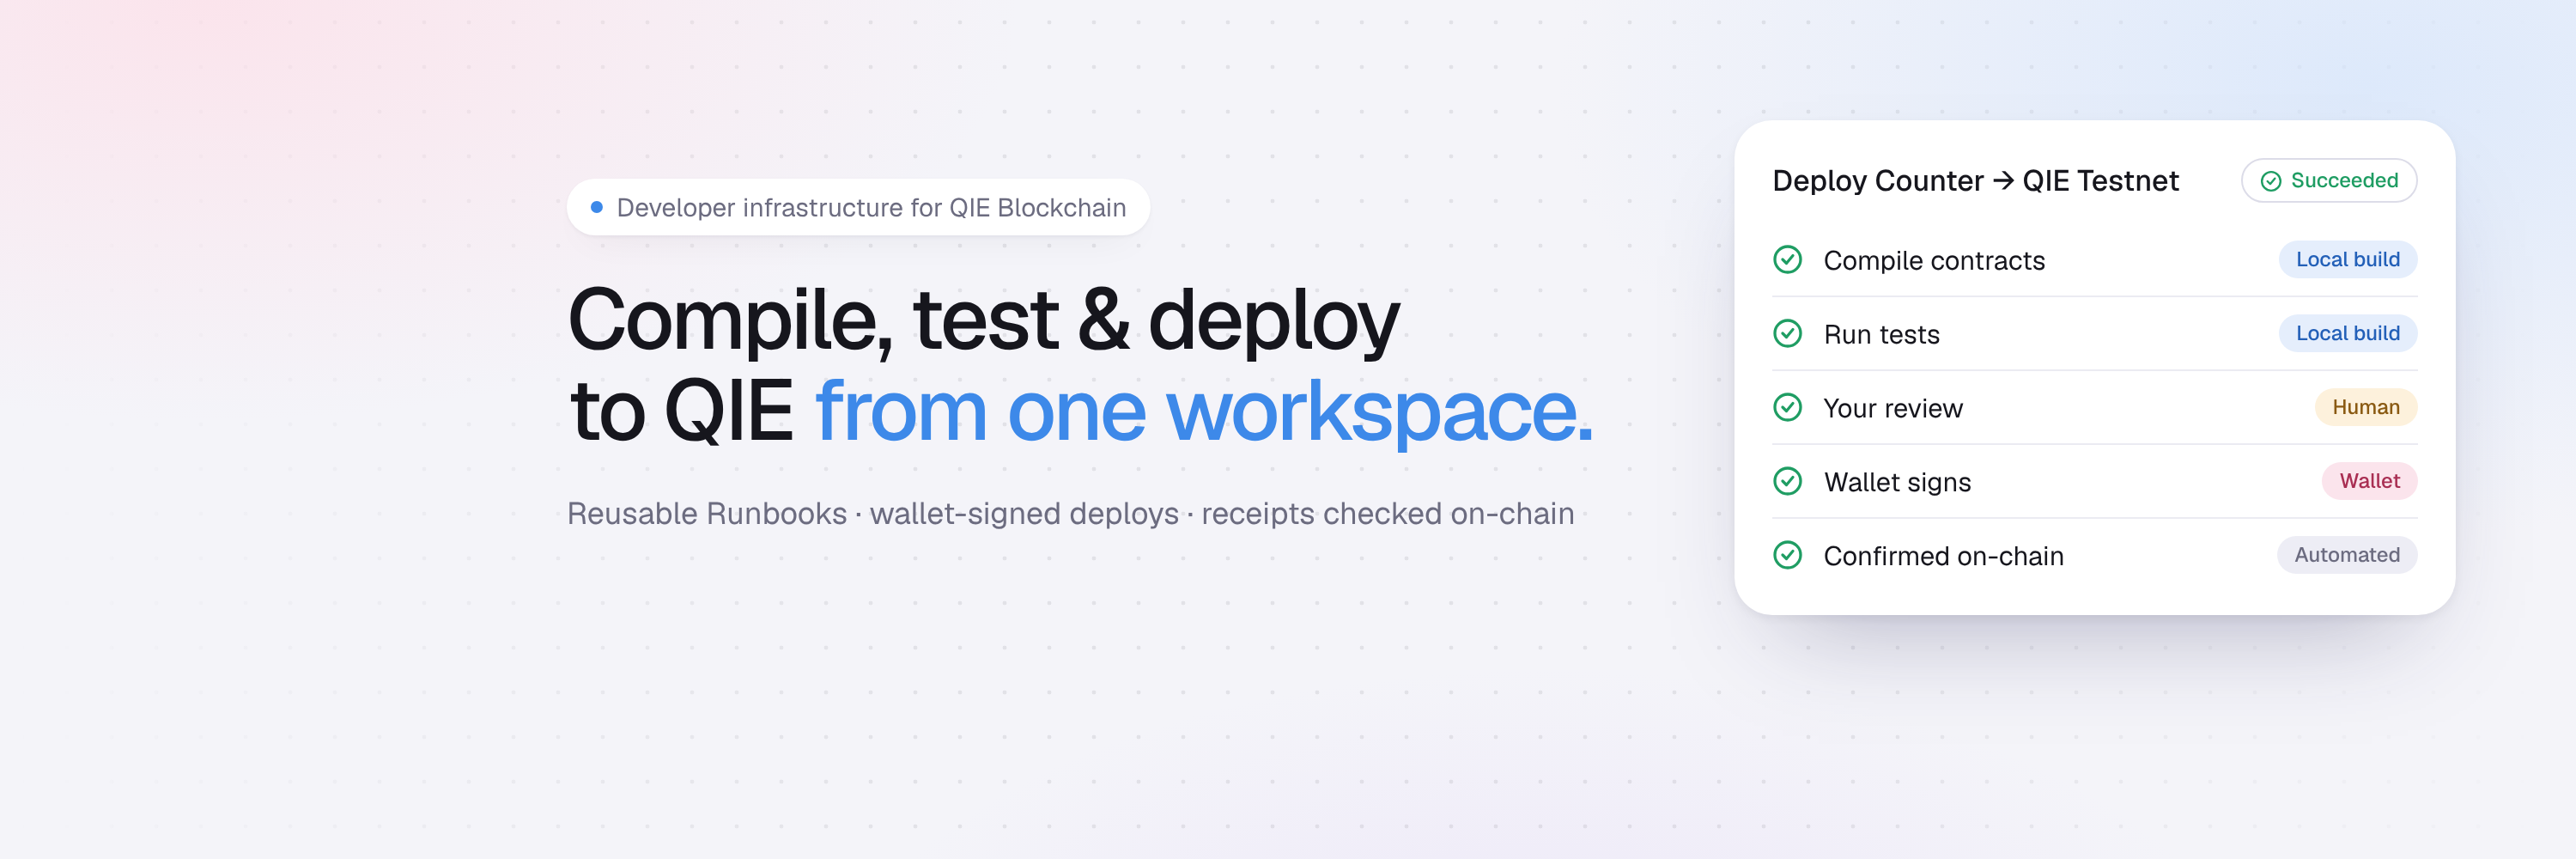 Developer infrastructure for QIE Blockchain
Compile, test & deploy
to QIE from one workspace.
Reusable Runbooks · wallet-signed deploys · receipts checked on-chain
Deploy Counter → QIE Testnet
Succeeded
Compile contracts
Local build
Run tests
Local build
Your review
Human
Wallet signs
Wallet
Confirmed on-chain
Automated